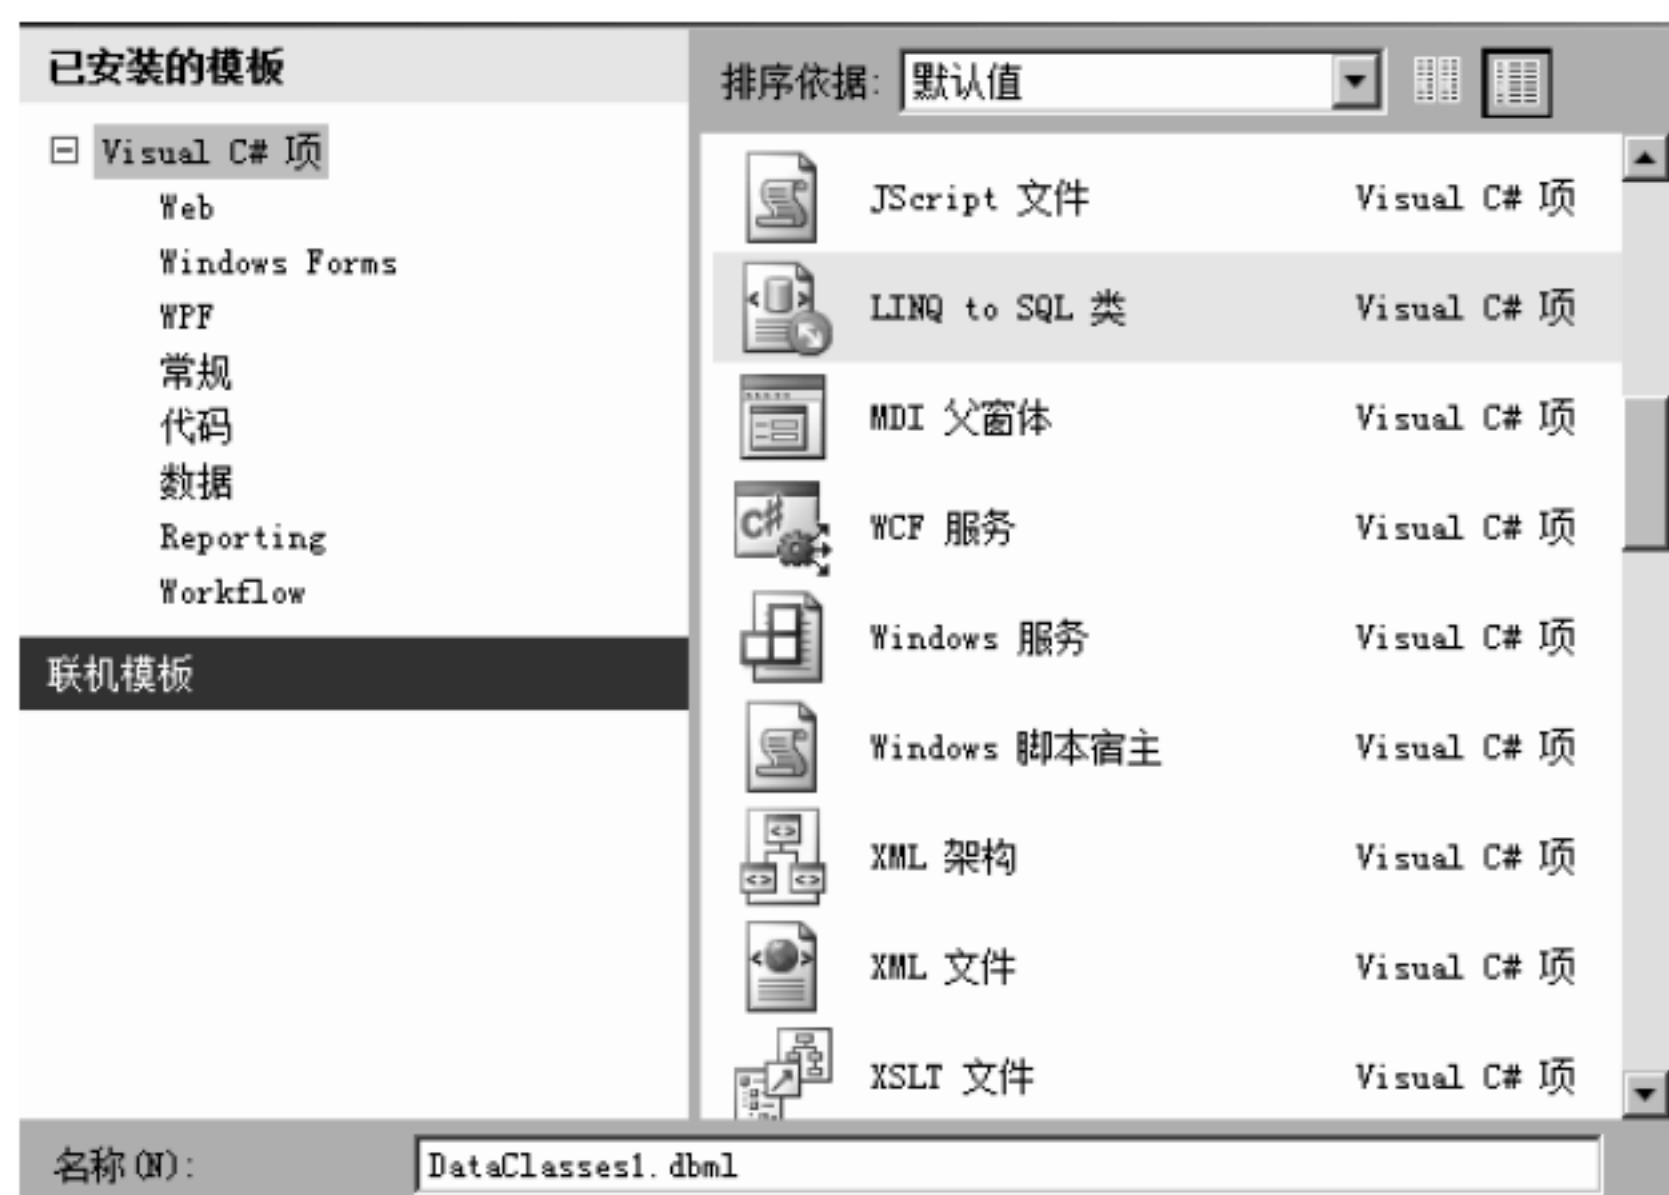 已安装的模板
Visual C# 项
Web
Windows Forms
WPF
常规
代码
数据
Reporting
Workflow
联机模板
排序依据: 默认值
JScript 文件 Visual C# 项
LINQ to SQL 类 Visual C# 项
MDI 父窗体 Visual C# 项
WCF 服务 Visual C# 项
Windows 服务 Visual C# 项
Windows 脚本宿主 Visual C# 项
XML 架构 Visual C# 项
XML 文件 Visual C# 项
XSLT 文件 Visual C# 项
名称(N): DataClasses1.dbml